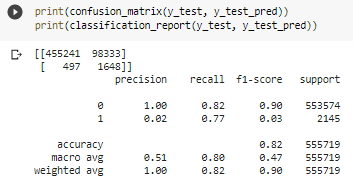 print(confusion_matrix(y_test, y_test_pred))
print(classification_report(y_test, y_test_pred))
[[455241 98333]
[ 497 1648]]
precision recall f1-score support
0 1.00 0.82 0.90 553574
1 0.02 0.77 0.03 2145
accuracy 0.82 555719
macro avg 0.51 0.80 0.47 555719
weighted avg 1.00 0.82 0.90 555719